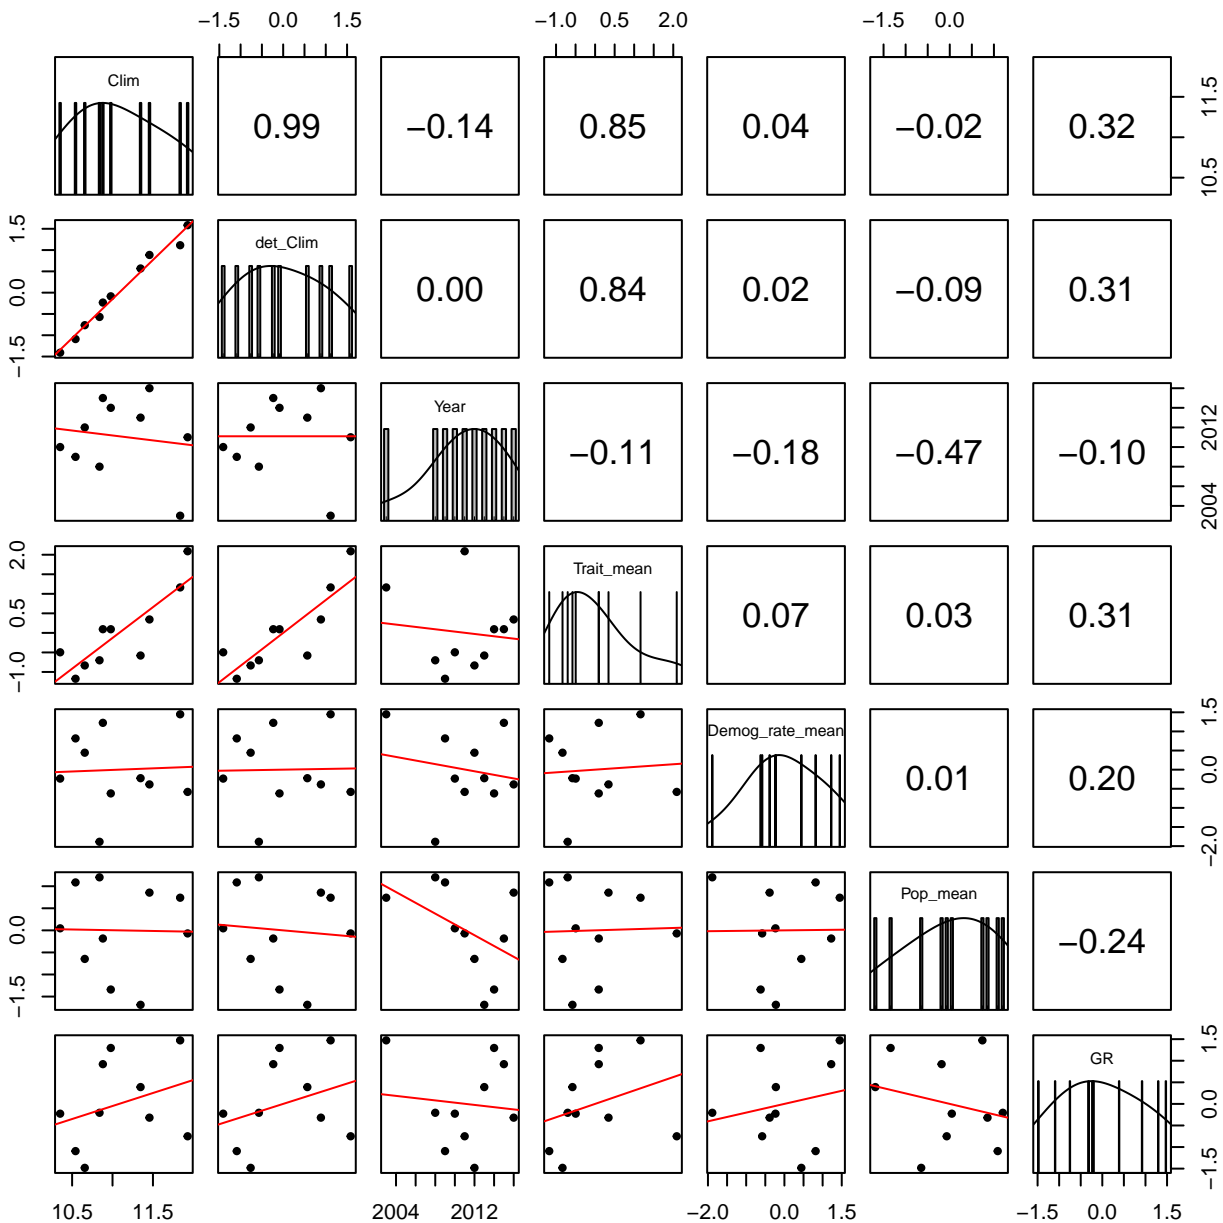 −1.5 0.0 1.5 −1.0 0.5 2.0 −1.5 0.0
Clim 0.99 −0.14 0.85 0.04 −0.02 0.32 10.5 11.5
−1.5 0.0 1.5 det_Clim 0.00 0.84 0.02 −0.09 0.31
Year −0.11 −0.18 −0.47 −0.10 2004 2012
−1.0 0.5 2.0 Trait_mean 0.07 0.03 0.31
Demog_rate_mean 0.01 0.20 −2.0 0.0 1.5
−1.5 0.0 Pop_mean −0.24
GR −1.5 0.0 1.5
10.5 11.5 2004 2012 −2.0 0.0 1.5 −1.5 0.0 1.5